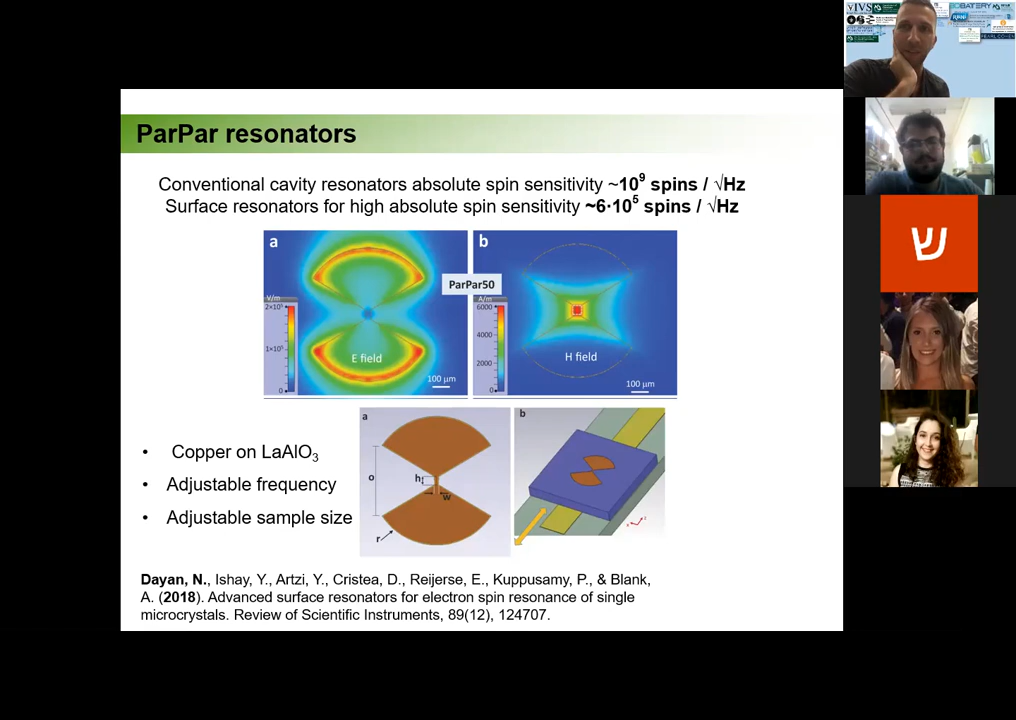 ParPar resonators
Conventional cavity resonators absolute spin sensitivity ~10⁹ spins / √Hz
Surface resonators for high absolute spin sensitivity ~6·10⁵ spins / √Hz
a
b
ParPar50
V/m
2×10⁵
1×10⁵
0
E field
100 µm
A/m
6000
4000
2000
0
H field
100 µm
• Copper on LaAlO₃
• Adjustable frequency
• Adjustable sample size
a
o
h
w
r
b
Dayan, N., Ishay, Y., Artzi, Y., Cristea, D., Reijerse, E., Kuppusamy, P., & Blank,
A. (2018). Advanced surface resonators for electron spin resonance of single
microcrystals. Review of Scientific Instruments, 89(12), 124707.
VIVS
ש